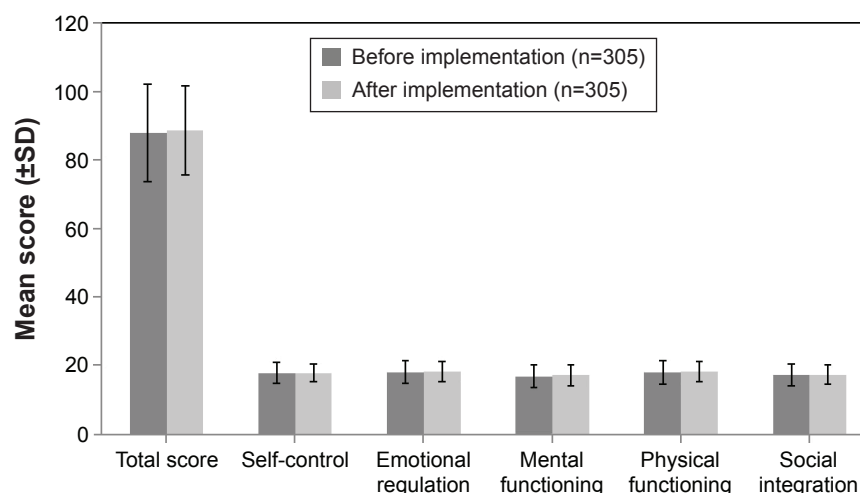 120
100
80
60
40
20
0
Mean score (±SD)
Before implementation (n=305)
After implementation (n=305)
Total score
Self-control
Emotional
regulation
Mental
functioning
Physical
functioning
Social
integration